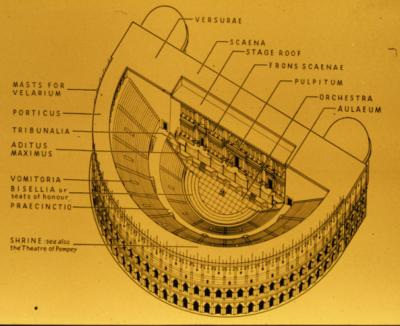 VERSURAE
SCAENA
STAGE ROOF
FRONS SCAENAE
PULPITUM
ORCHESTRA
AULAEUM
MASTS FOR
VELARIUM
PORTICUS
TRIBUNALIA
ADITUS
MAXIMUS
VOMITORIA
BISELLIA or
seats of honour
PRAECINCTIO
SHRINE: see also
the Theatre of Pompey